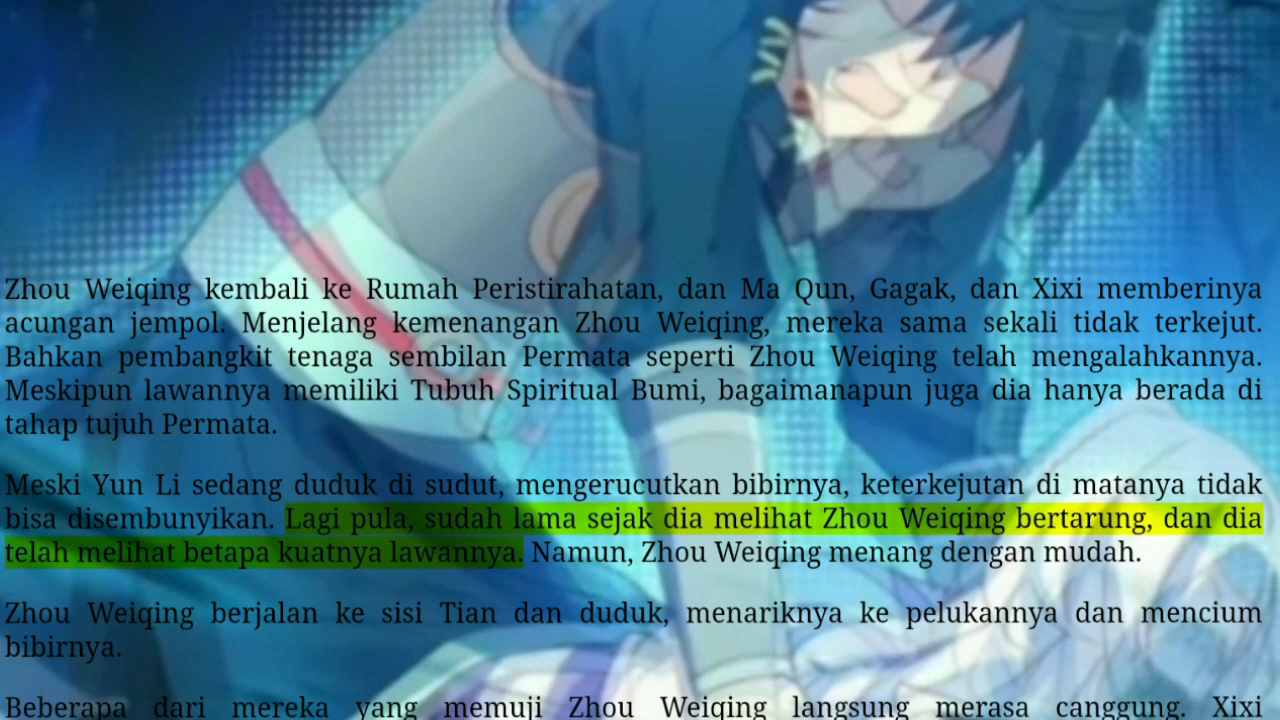 Zhou Weiqing kembali ke Rumah Peristirahatan, dan Ma Qun, Gagak, dan Xixi memberinya
acungan jempol. Menjelang kemenangan Zhou Weiqing, mereka sama sekali tidak terkejut.
Bahkan pembangkit tenaga sembilan Permata seperti Zhou Weiqing telah mengalahkannya.
Meskipun lawannya memiliki Tubuh Spiritual Bumi, bagaimanapun juga dia hanya berada di
tahap tujuh Permata.
Meski Yun Li sedang duduk di sudut, mengerucutkan bibirnya, keterkejutan di matanya tidak
bisa disembunyikan. Lagi pula, sudah lama sejak dia melihat Zhou Weiqing bertarung, dan dia
telah melihat betapa kuatnya lawannya. Namun, Zhou Weiqing menang dengan mudah.
Zhou Weiqing berjalan ke sisi Tian dan duduk, menariknya ke pelukannya dan mencium
bibirnya.
Beberapa dari mereka yang memuji Zhou Weiqing langsung merasa canggung. Xixi